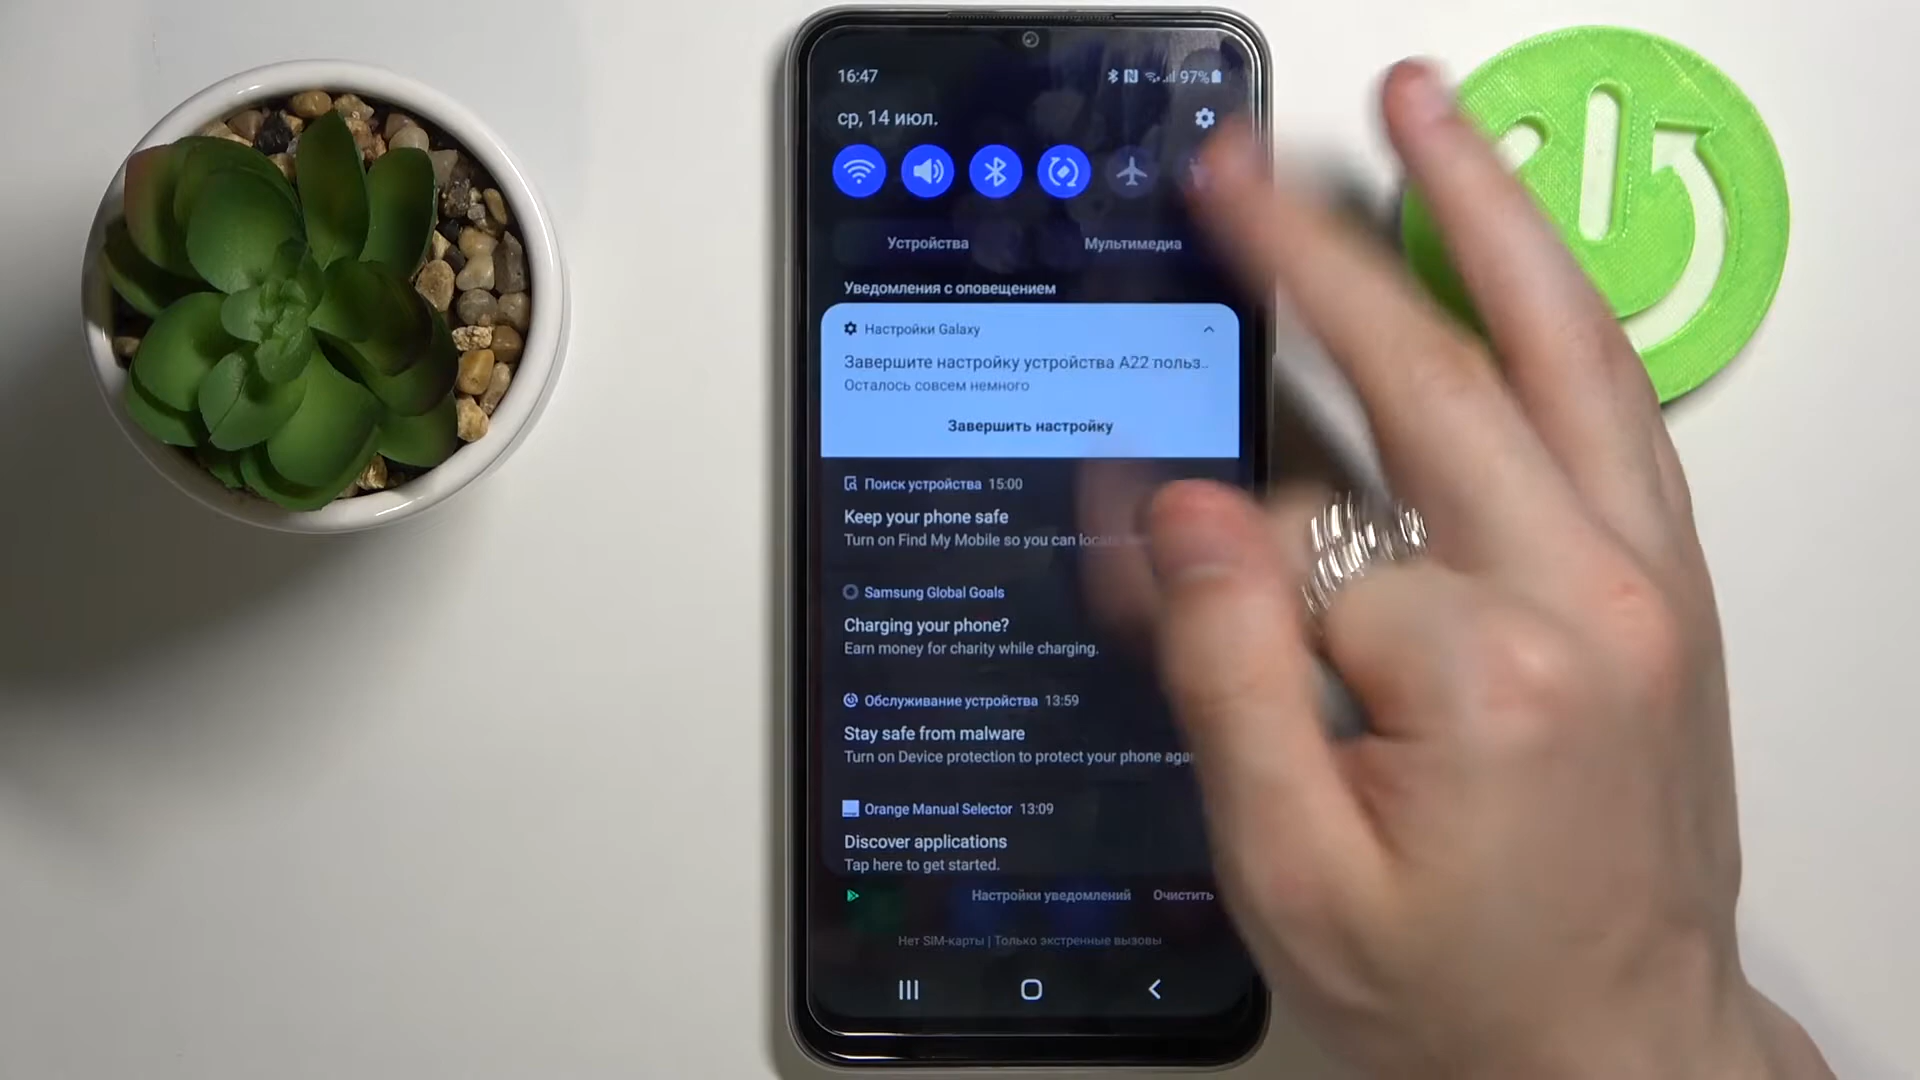 16:47
97%
ср, 14 июл.
Устройства
Мультимедиа
Уведомления с оповещением
Настройки Galaxy
Завершите настройку устройства A22 польз..
Осталось совсем немного
Завершить настройку
Поиск устройства 15:00
Keep your phone safe
Turn on Find My Mobile so you can locate
Samsung Global Goals
Charging your phone?
Earn money for charity while charging.
Обслуживание устройства 13:59
Stay safe from malware
Turn on Device protection to protect your phone agai
Orange Manual Selector 13:09
Discover applications
Tap here to get started.
Настройки уведомлений
Очистить
Нет SIM-карты | Только экстренные вызовы